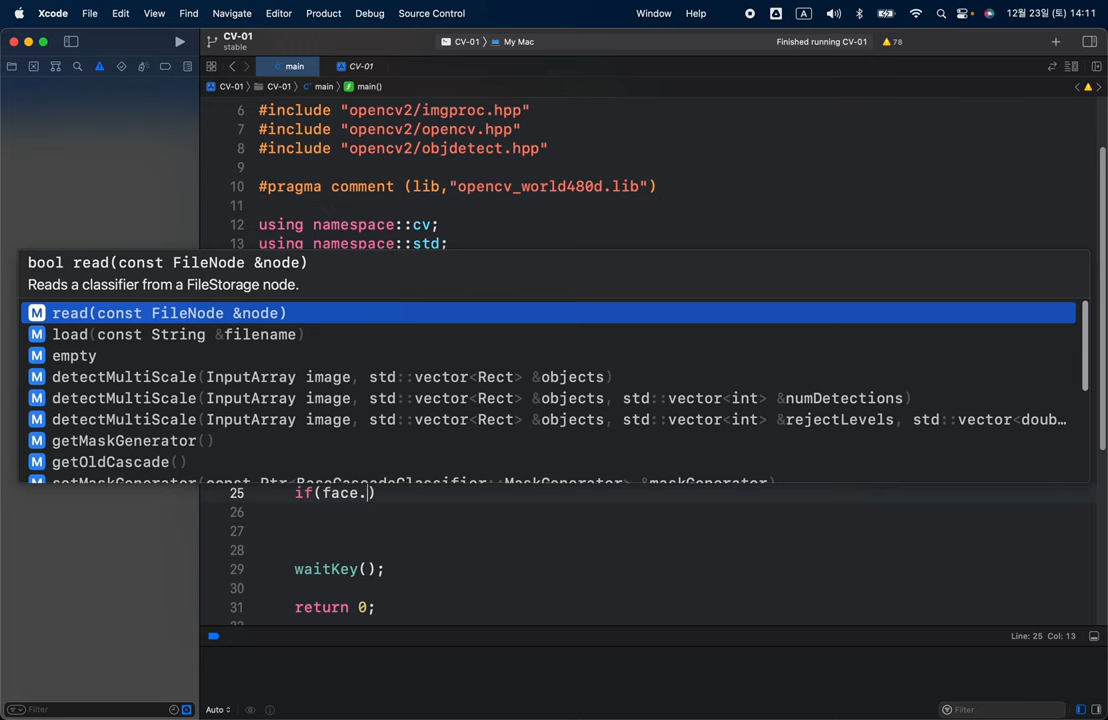 Xcode File Edit View Find Navigate Editor Product Debug Source Control Window Help A 12월 23일 (토) 14:11
CV-01
stable
CV-01 〉 My Mac
Finished running CV-01
78
main
CV-01
CV-01 〉 CV-01 〉 main 〉 main()
6 #include "opencv2/imgproc.hpp"
7 #include "opencv2/opencv.hpp"
8 #include "opencv2/objdetect.hpp"
9
10 #pragma comment (lib,"opencv_world480d.lib")
11
12 using namespace::cv;
13 using namespace::std;
bool read(const FileNode &node)
Reads a classifier from a FileStorage node.
M read(const FileNode &node)
M load(const String &filename)
M empty
M detectMultiScale(InputArray image, std::vector<Rect> &objects)
M detectMultiScale(InputArray image, std::vector<Rect> &objects, std::vector<int> &numDetections)
M detectMultiScale(InputArray image, std::vector<Rect> &objects, std::vector<int> &rejectLevels, std::vector<doub…
M getMaskGenerator()
M getOldCascade()
M setMaskGenerator(const Ptr<BaseCascadeClassifier::MaskGenerator> &maskGenerator)
25 if(face.)
26
27
28
29 waitKey();
30
31 return 0;
Line: 25 Col: 13
Filter
Auto
Filter